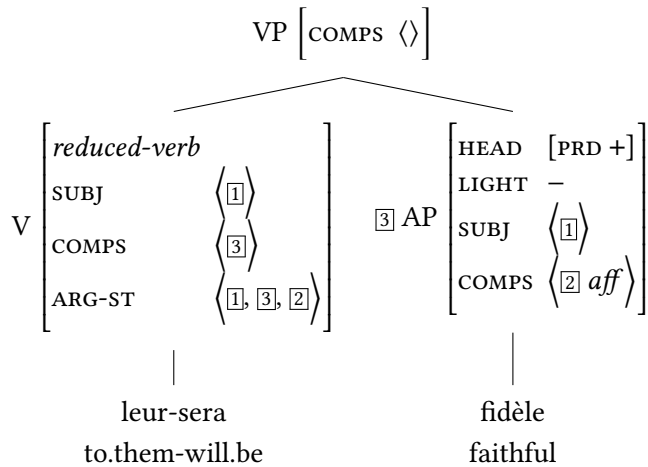 VP [COMPS ⟨⟩]
V [reduced-verb
SUBJ ⟨[1]⟩
COMPS ⟨[3]⟩
ARG-ST ⟨[1], [3], [2]⟩]
[3] AP [HEAD [PRD +]
LIGHT –
SUBJ ⟨[1]⟩
COMPS ⟨[2] aff⟩]
leur-sera
to.them-will.be
fidèle
faithful